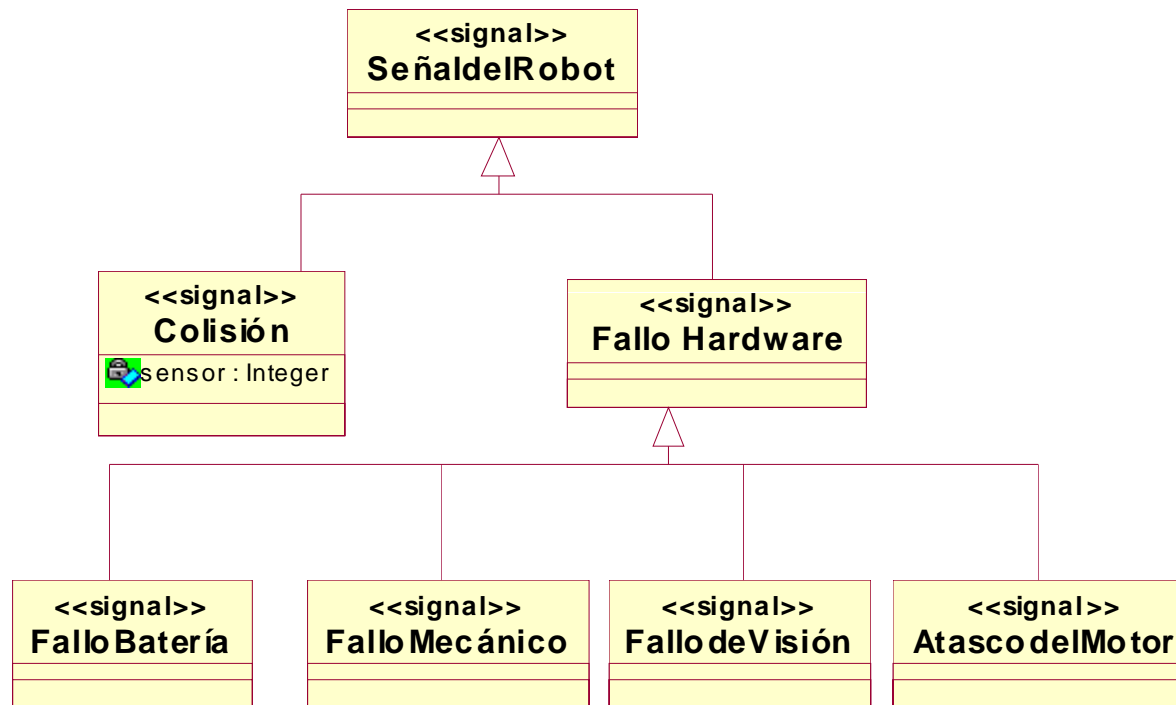 <<signal>>
SeñaldelRobot
<<signal>>
Colisión
sensor : Integer
<<signal>>
Fallo Hardware
<<signal>>
FalloBatería
<<signal>>
FalloMecánico
<<signal>>
FallodeVisión
<<signal>>
AtascodelMotor